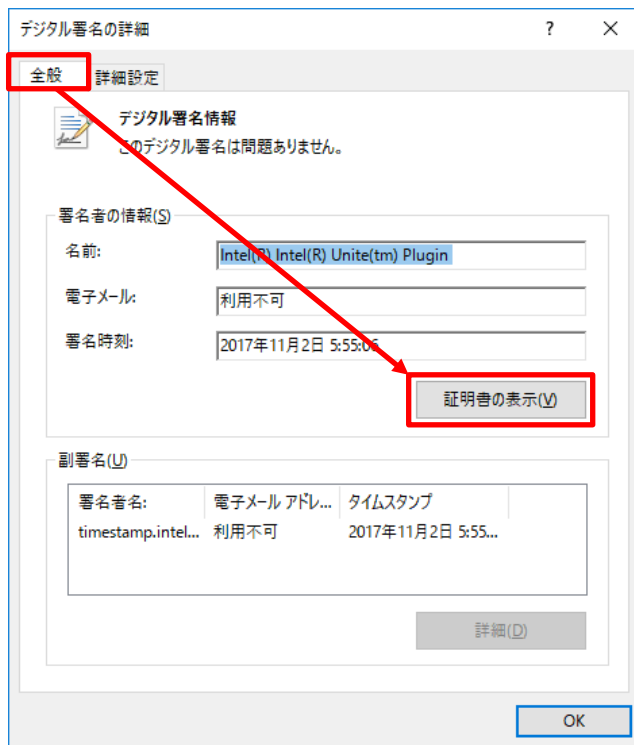 デジタル署名の詳細 ?
全般 詳細設定
デジタル署名情報
このデジタル署名は問題ありません。
署名者の情報(S)
名前: Intel(R) Intel(R) Unite(tm) Plugin
電子メール: 利用不可
署名時刻: 2017年11月2日 5:55:06
証明書の表示(V)
副署名(U)
署名者名: 電子メール アドレ... タイムスタンプ
timestamp.intel... 利用不可 2017年11月2日 5:55...
詳細(D)
OK